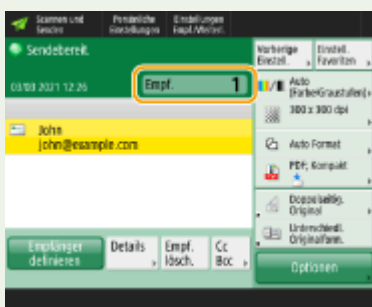 Scannen und
Senden
Persönliche
Einstellungen
Einstellungen
Empf./Weiterl.
Sendebereit.
03/03 2021 12:26
Empf. 1
John
john@example.com
Empfänger
definieren
Details
Empf.
lösch.
Cc
Bcc
Vorherige
Einstell.
Einstell.
Favoriten
Auto
(Farbe/Graustufen)
300 x 300 dpi
Auto Format
PDF; Kompakt
Doppelseitig.
Original
Unterschiedl.
Originalform.
Optionen